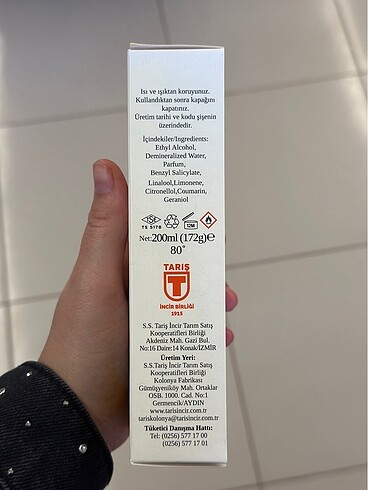 Isı ve ışıktan koruyunuz.
Kullandıktan sonra kapağını
kapatınız.
Üretim tarihi ve kodu şişenin
üzerindedir.
İçindekiler/Ingredients:
Ethyl Alcohol,
Demineralized Water,
Parfum,
Benzyl Salicylate,
Linalool,Limonene,
Citronellol,Coumarin,
Geraniol
TSE
TS 5178
12M
Net:200ml (172g)℮
80°
TARİŞ
İNCİR BİRLİĞİ
1915
S.S. Tariş İncir Tarım Satış
Kooperatifleri Birliği
Akdeniz Mah. Gazi Bul.
No:16 Daire:14 Konak/İZMİR
Üretim Yeri:
S.S.Tariş İncir Tarım Satış
Kooperatifleri Birliği
Kolonya Fabrikası
Gümüşyeniköy Mah. Ortaklar
OSB. 1000. Cad. No:1
Germencik/AYDIN
www.tarisincir.com.tr
tariskolonya@tarisincir.com.tr
Tüketici Danışma Hattı:
Tel: (0256) 577 17 00
(0256) 577 17 01